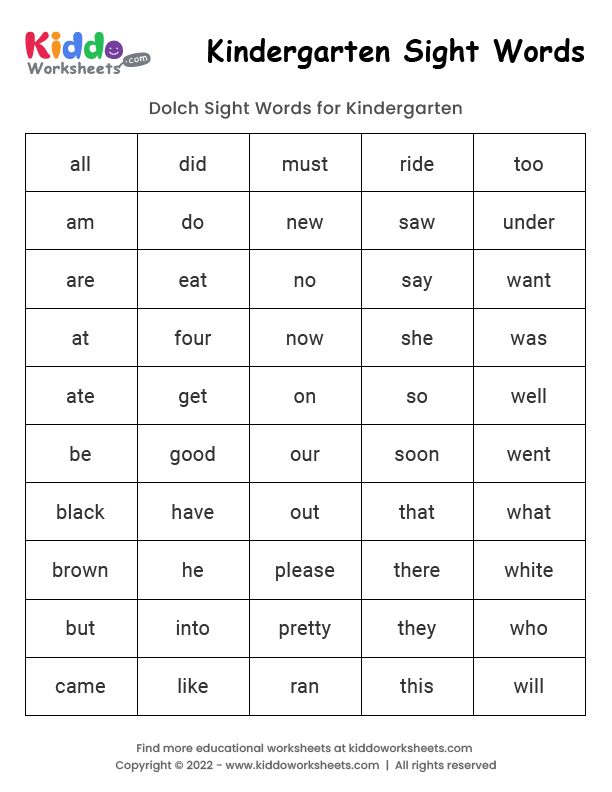 Kiddo
Worksheets.com
Kindergarten Sight Words
Dolch Sight Words for Kindergarten
all did must ride too
am do new saw under
are eat no say want
at four now she was
ate get on so well
be good our soon went
black have out that what
brown he please there white
but into pretty they who
came like ran this will
Find more educational worksheets at kiddoworksheets.com
Copyright © 2022 - www.kiddoworksheets.com | All rights reserved